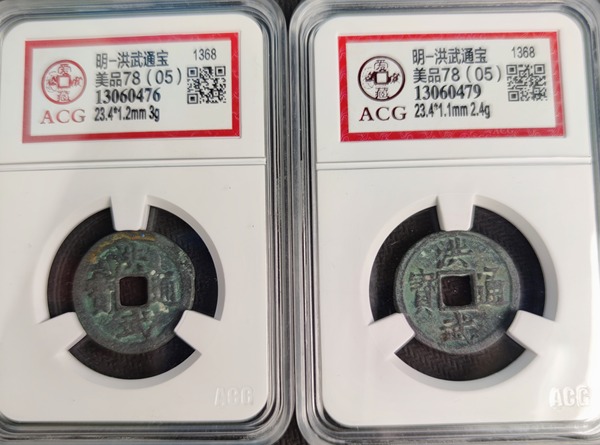 明-洪武通宝 1368
美品78（05）
13060476
ACG 23.4*1.2mm 3g
洪武通寶
ACG
明-洪武通宝 1368
美品78（05）
13060479
ACG 23.4*1.1mm 2.4g
洪武通寶
ACG